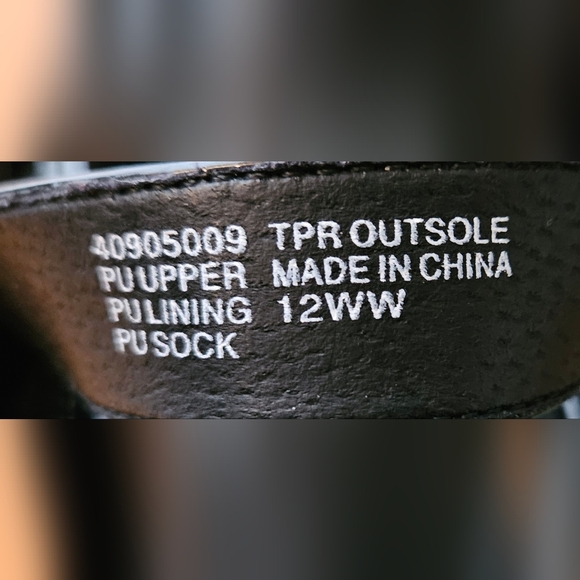 40905009 TPR OUTSOLE
PU UPPER MADE IN CHINA
PU LINING 12WW
PU SOCK